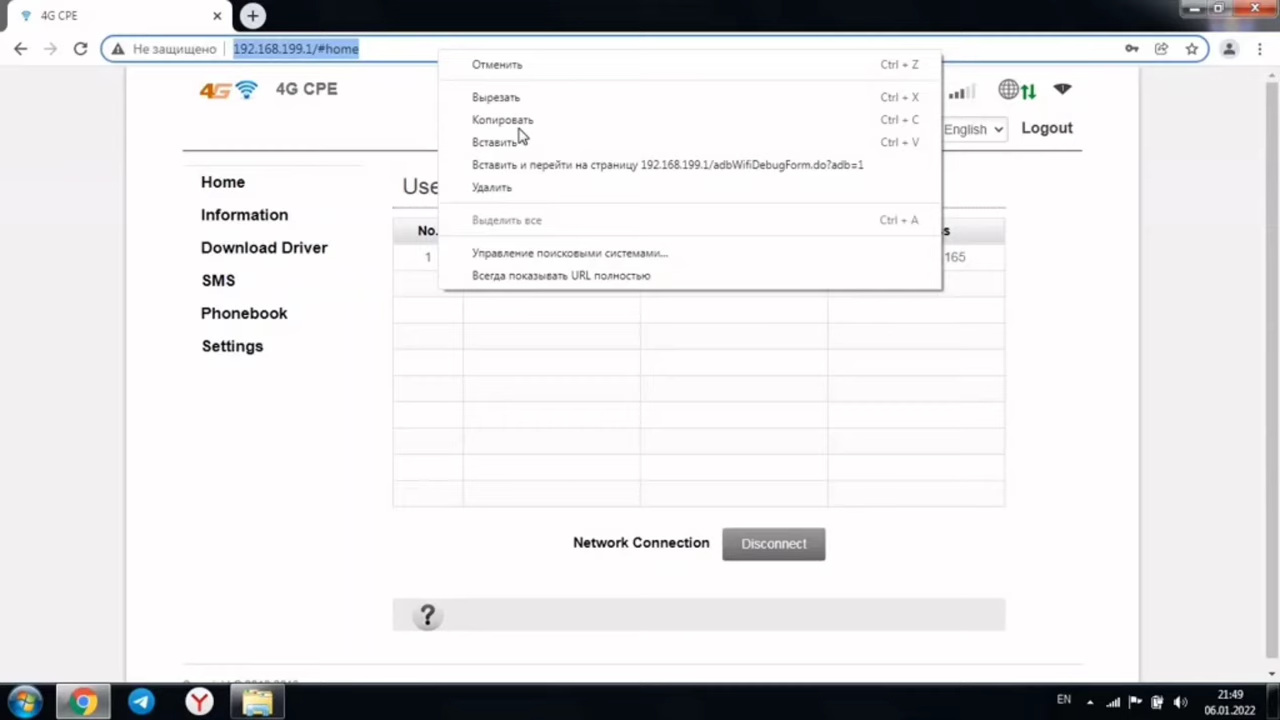 4G CPE
Не защищено
192.168.199.1/#home
4G
4G CPE
English
Logout
Отменить Ctrl + Z
Вырезать Ctrl + X
Копировать Ctrl + C
Вставить Ctrl + V
Вставить и перейти на страницу 192.168.199.1/adbWifiDebugForm.do?adb=1
Удалить
Выделить все Ctrl + A
Управление поисковыми системами...
Всегда показывать URL полностью
Home
Information
Download Driver
SMS
Phonebook
Settings
Use
No.
s
1
165
Network Connection
Disconnect
?
EN
21:49
06.01.2022